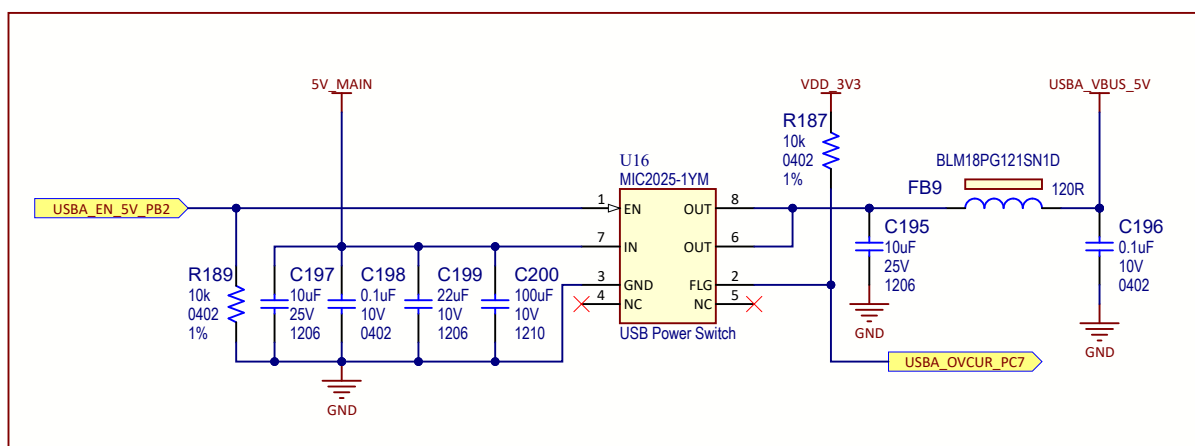 5V_MAIN
VDD_3V3
USBA_VBUS_5V
R187
10k
0402
1%
U16
MIC2025-1YM
BLM18PG121SN1D
FB9
120R
USBA_EN_5V_PB2
1
EN
OUT
8
7
IN
OUT
6
3
GND
FLG
2
4
NC
NC
5
USB Power Switch
R189
10k
0402
1%
C197
10uF
25V
1206
C198
0.1uF
10V
0402
C199
22uF
10V
1206
C200
100uF
10V
1210
C195
10uF
25V
1206
C196
0.1uF
10V
0402
GND
GND
USBA_OVCUR_PC7
GND